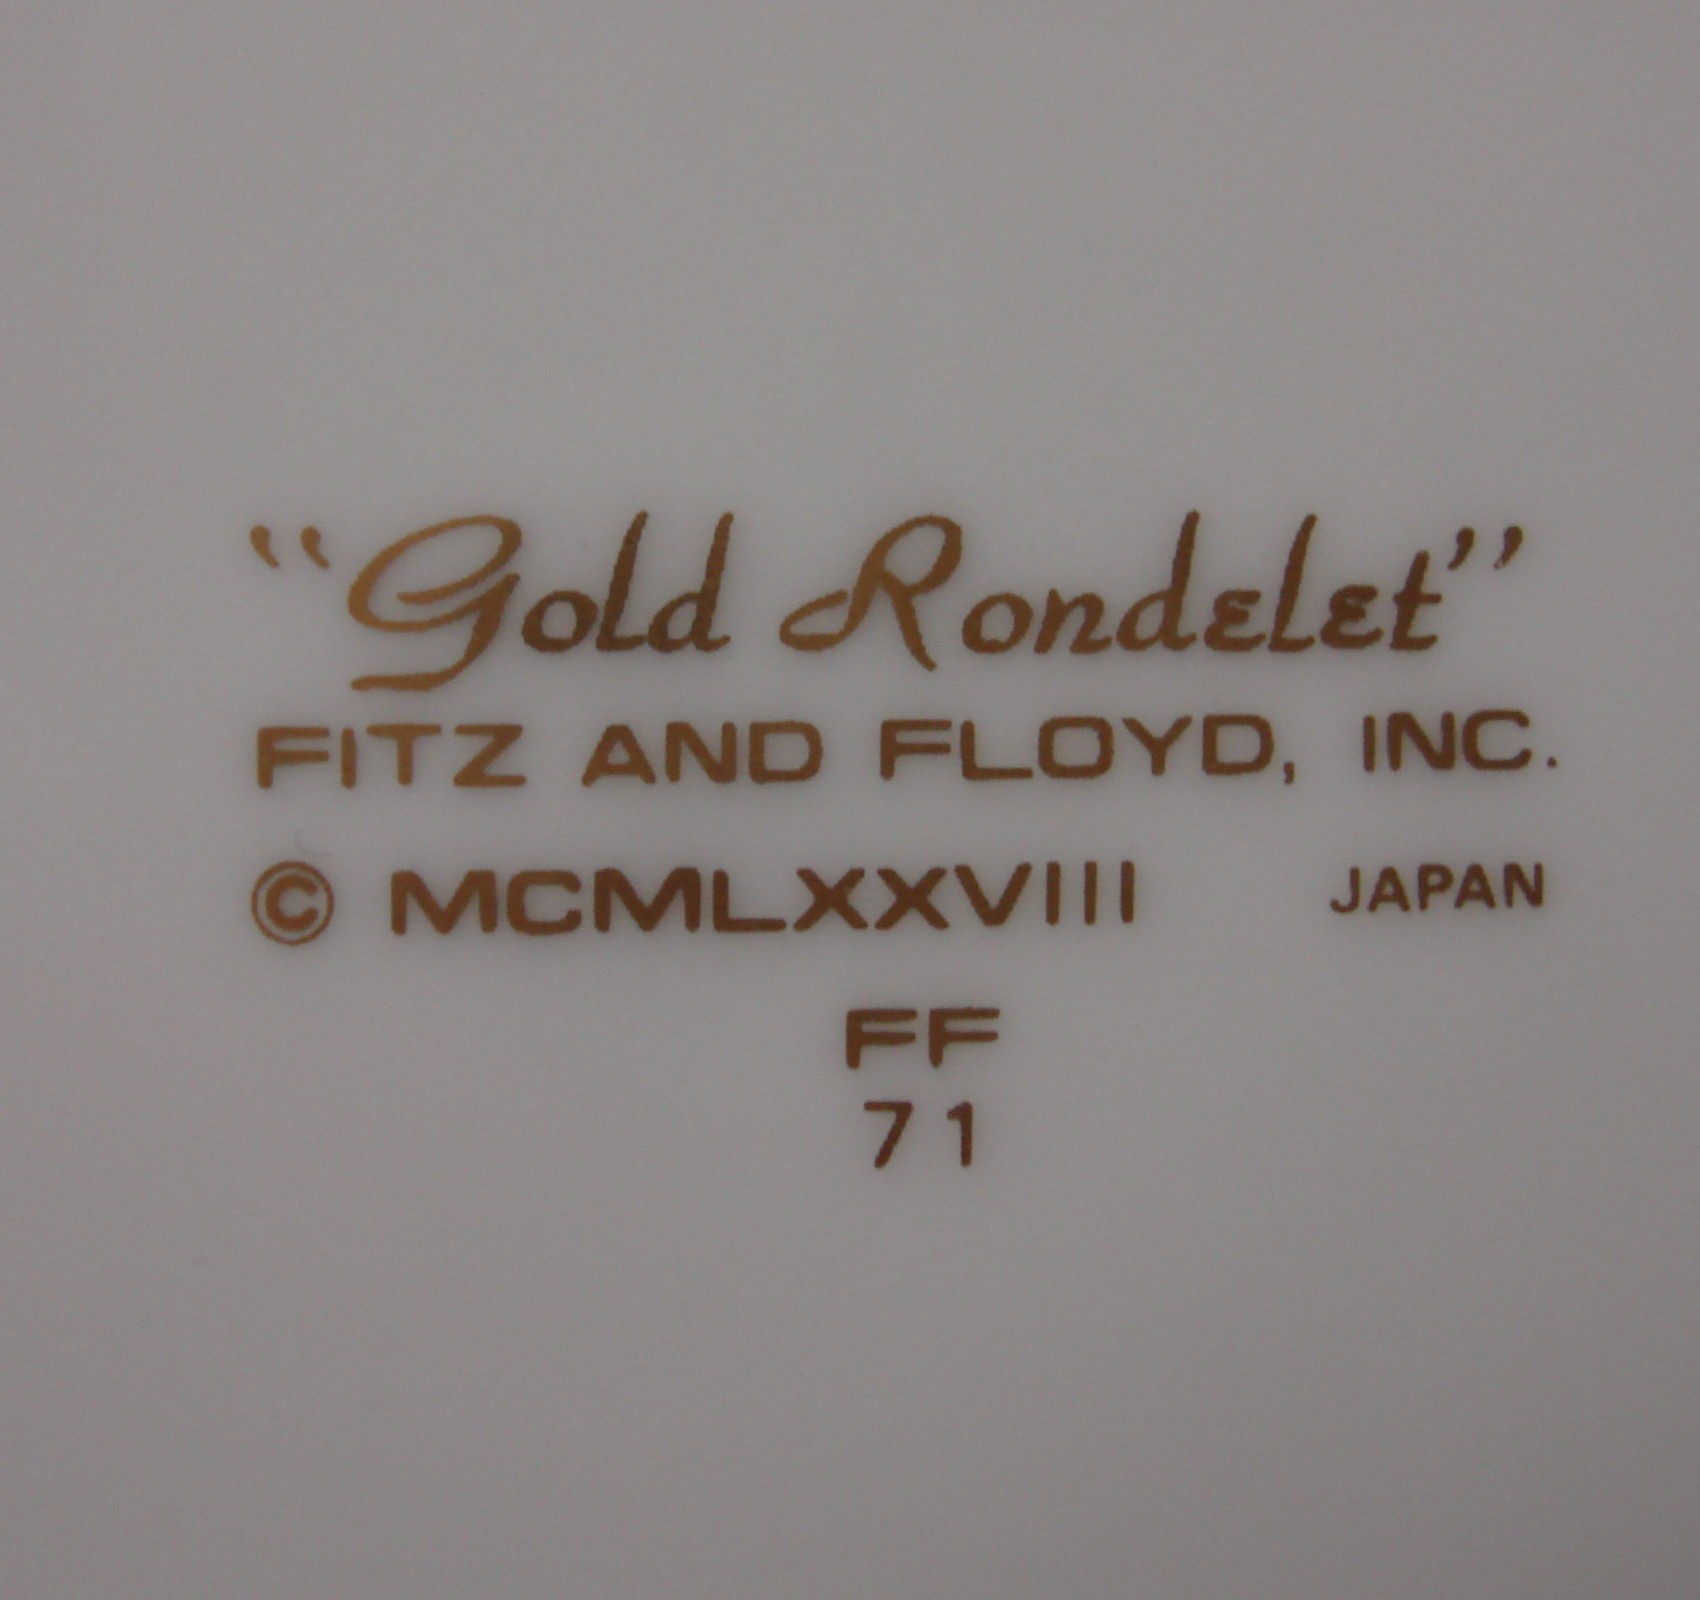 “Gold Rondelet”
FITZ AND FLOYD, INC.
© MCMLXXVIII JAPAN
FF
71